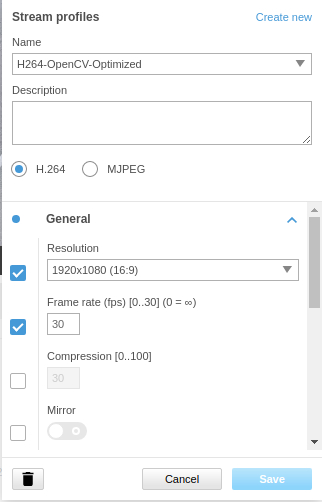 Stream profiles
Create new
Name
H264-OpenCV-Optimized
Description
H.264
MJPEG
General
Resolution
1920x1080 (16:9)
Frame rate (fps) [0..30] (0 = ∞)
30
Compression [0..100]
30
Mirror
Cancel
Save